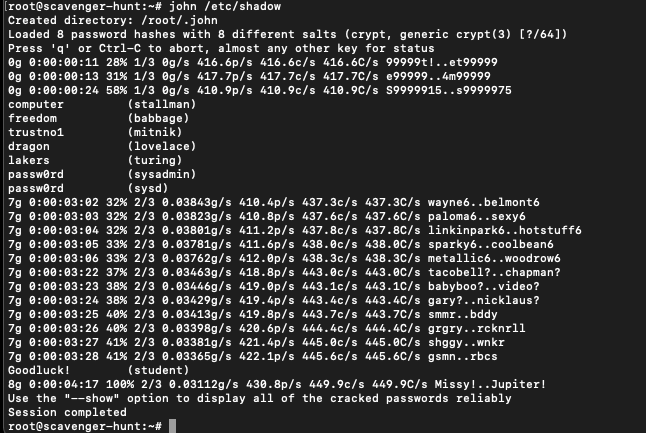 [root@scavenger-hunt:~# john /etc/shadow
Created directory: /root/.john
Loaded 8 password hashes with 8 different salts (crypt, generic crypt(3) [?/64])
Press 'q' or Ctrl-C to abort, almost any other key for status
0g 0:00:00:11 28% 1/3 0g/s 416.6p/s 416.6c/s 416.6C/s 99999t!..et99999
0g 0:00:00:13 31% 1/3 0g/s 417.7p/s 417.7c/s 417.7C/s e99999..4m99999
0g 0:00:00:24 58% 1/3 0g/s 410.9p/s 410.9c/s 410.9C/s S9999915..s9999975
computer (stallman)
freedom (babbage)
trustno1 (mitnik)
dragon (lovelace)
lakers (turing)
passw0rd (sysadmin)
passw0rd (sysd)
7g 0:00:03:02 32% 2/3 0.03843g/s 410.4p/s 437.3c/s 437.3C/s wayne6..belmont6
7g 0:00:03:03 32% 2/3 0.03823g/s 410.8p/s 437.6c/s 437.6C/s paloma6..sexy6
7g 0:00:03:04 32% 2/3 0.03801g/s 411.2p/s 437.8c/s 437.8C/s linkinpark6..hotstuff6
7g 0:00:03:05 33% 2/3 0.03781g/s 411.6p/s 438.0c/s 438.0C/s sparky6..coolbean6
7g 0:00:03:06 33% 2/3 0.03762g/s 412.0p/s 438.3c/s 438.3C/s metallic6..woodrow6
7g 0:00:03:22 37% 2/3 0.03463g/s 418.8p/s 443.0c/s 443.0C/s tacobell?..chapman?
7g 0:00:03:23 38% 2/3 0.03446g/s 419.0p/s 443.1c/s 443.1C/s babyboo?..video?
7g 0:00:03:24 38% 2/3 0.03429g/s 419.4p/s 443.4c/s 443.4C/s gary?..nicklaus?
7g 0:00:03:25 40% 2/3 0.03413g/s 419.8p/s 443.7c/s 443.7C/s smmr..bddy
7g 0:00:03:26 40% 2/3 0.03398g/s 420.6p/s 444.4c/s 444.4C/s grgry..rcknrll
7g 0:00:03:27 41% 2/3 0.03381g/s 421.4p/s 445.0c/s 445.0C/s shggy..wnkr
7g 0:00:03:28 41% 2/3 0.03365g/s 422.1p/s 445.6c/s 445.6C/s gsmn..rbcs
Goodluck! (student)
8g 0:00:04:17 100% 2/3 0.03112g/s 430.8p/s 449.9c/s 449.9C/s Missy!..Jupiter!
Use the "--show" option to display all of the cracked passwords reliably
Session completed
root@scavenger-hunt:~#